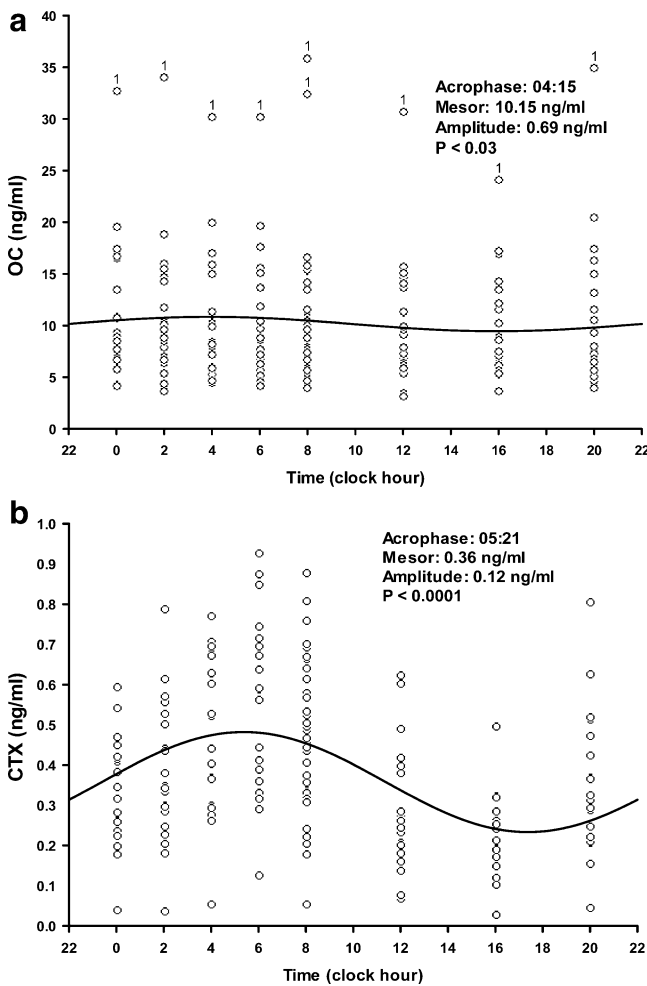 a
40
35
30
25
20
15
10
5
0
OC (ng/ml)
1
1
1
1
1
1
1
1
1
Acrophase: 04:15
Mesor: 10.15 ng/ml
Amplitude: 0.69 ng/ml
P < 0.03
22 0 2 4 6 8 10 12 14 16 18 20 22
Time (clock hour)
b
1.0
0.9
0.8
0.7
0.6
0.5
0.4
0.3
0.2
0.1
0.0
CTX (ng/ml)
Acrophase: 05:21
Mesor: 0.36 ng/ml
Amplitude: 0.12 ng/ml
P < 0.0001
22 0 2 4 6 8 10 12 14 16 18 20 22
Time (clock hour)